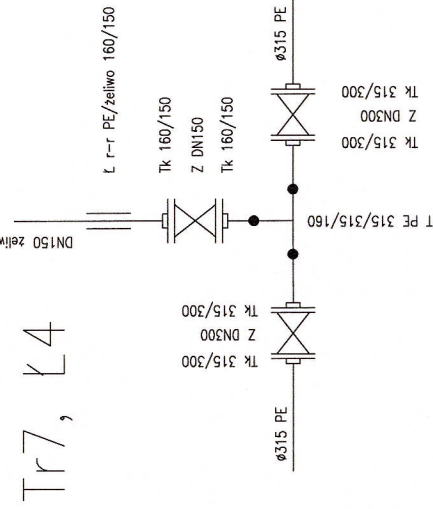 Tr7, Ł4
DN150 żeliw
Ł r-r PE/żeliwo 160/150
Tk 160/150
Z DN150
Tk 160/150
ø315 PE
Tk 315/300
Z DN300
Tk 315/300
T PE 315/315/160
Tk 315/300
Z DN300
Tk 315/300
ø315 PE